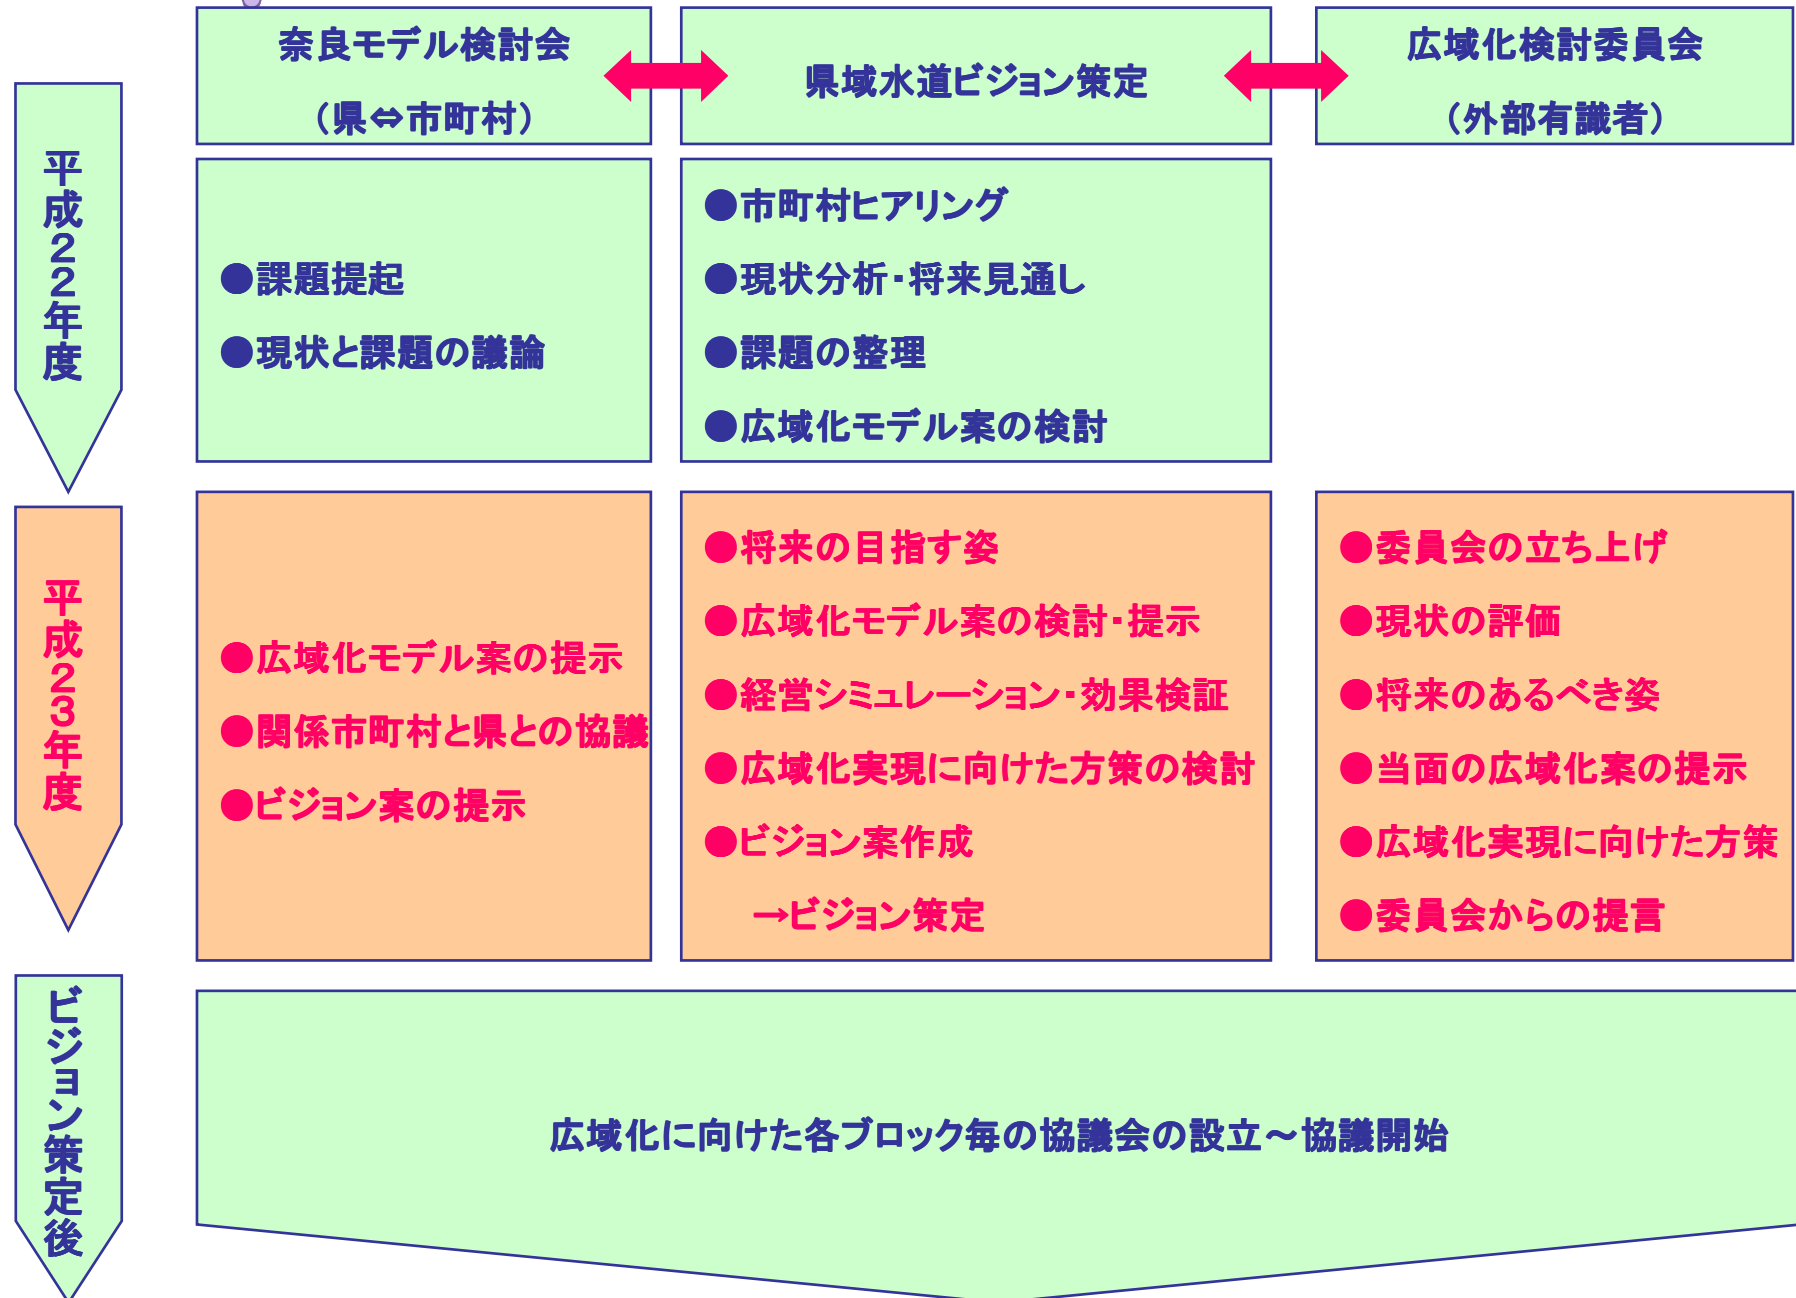 奈良モデル検討会
（県⇔市町村）
県域水道ビジョン策定
広域化検討委員会
（外部有識者）
平成２２年度
●課題提起
●現状と課題の議論
●市町村ヒアリング
●現状分析・将来見通し
●課題の整理
●広域化モデル案の検討
平成２３年度
●広域化モデル案の提示
●関係市町村と県との協議
●ビジョン案の提示
●将来の目指す姿
●広域化モデル案の検討・提示
●経営シミュレーション・効果検証
●広域化実現に向けた方策の検討
●ビジョン案作成
→ビジョン策定
●委員会の立ち上げ
●現状の評価
●将来のあるべき姿
●当面の広域化案の提示
●広域化実現に向けた方策
●委員会からの提言
ビジョン策定後
広域化に向けた各ブロック毎の協議会の設立～協議開始